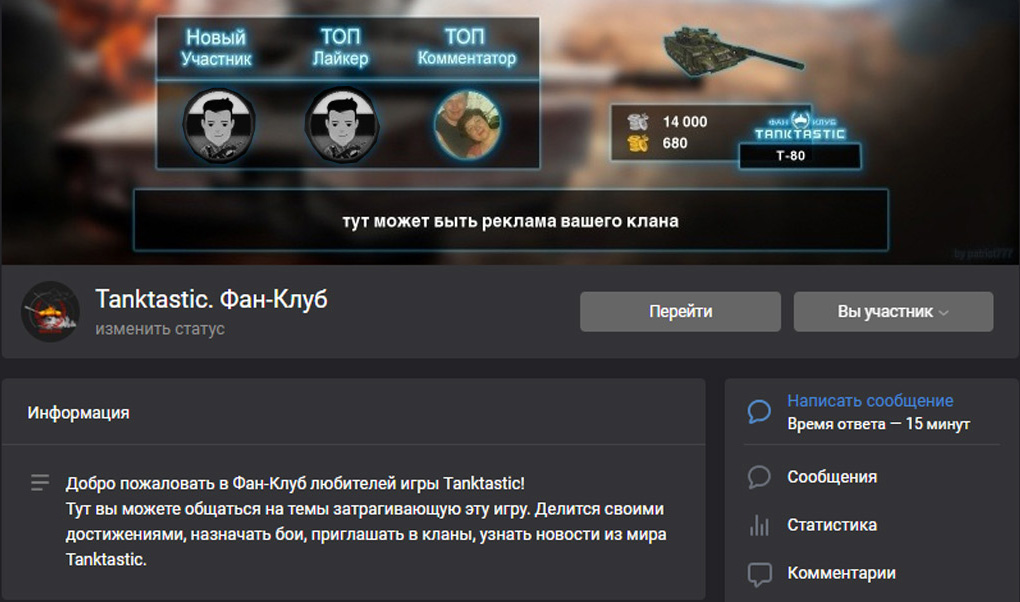 Новый
Участник
ТОП
Лайкер
ТОП
Комментатор
14 000
680
ФАН КЛУБ
TANKTASTIC
T-80
тут может быть реклама вашего клана
by patriot777
Tanktastic. Фан-Клуб
изменить статус
Перейти
Вы участник
Информация
Добро пожаловать в Фан-Клуб любителей игры Tanktastic!
Тут вы можете общаться на темы затрагивающую эту игру. Делится своими
достижениями, назначать бои, приглашать в кланы, узнать новости из мира
Tanktastic.
Написать сообщение
Время ответа — 15 минут
Сообщения
Статистика
Комментарии